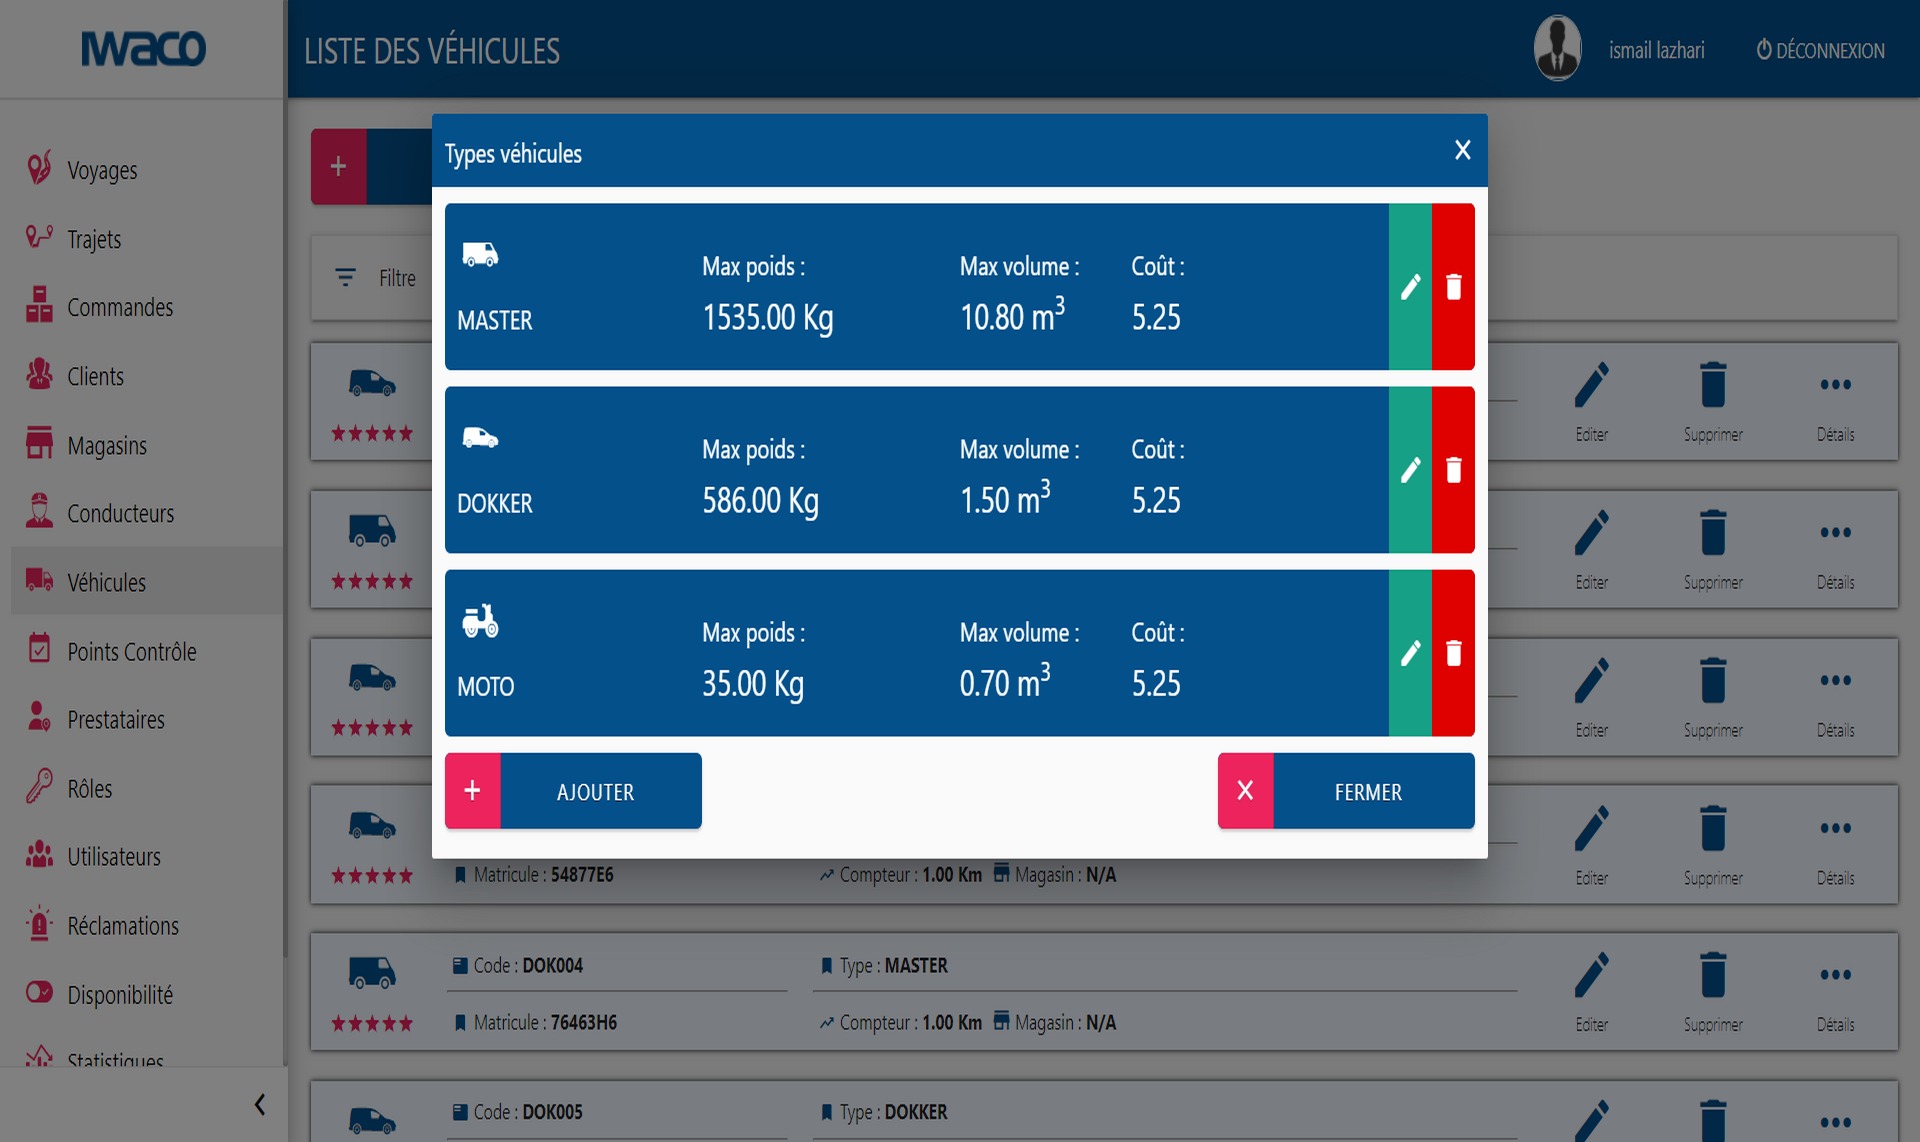 IWACO
LISTE DES VÉHICULES
ismail lazhari
DÉCONNEXION
Voyages
Trajets
Commandes
Clients
Magasins
Conducteurs
Véhicules
Points Contrôle
Prestataires
Rôles
Utilisateurs
Réclamations
Disponibilité
Statistiques
+
Filtre
Types véhicules
X
MASTER
Max poids :
1535.00 Kg
Max volume :
10.80 m³
Coût :
5.25
DOKKER
Max poids :
586.00 Kg
Max volume :
1.50 m³
Coût :
5.25
MOTO
Max poids :
35.00 Kg
Max volume :
0.70 m³
Coût :
5.25
+ AJOUTER
X FERMER
Editer Supprimer Détails
Editer Supprimer Détails
Editer Supprimer Détails
Matricule : 54877E6 Compteur : 1.00 Km Magasin : N/A
Editer Supprimer Détails
Code : DOK004 Type : MASTER
Matricule : 76463H6 Compteur : 1.00 Km Magasin : N/A
Editer Supprimer Détails
Code : DOK005 Type : DOKKER